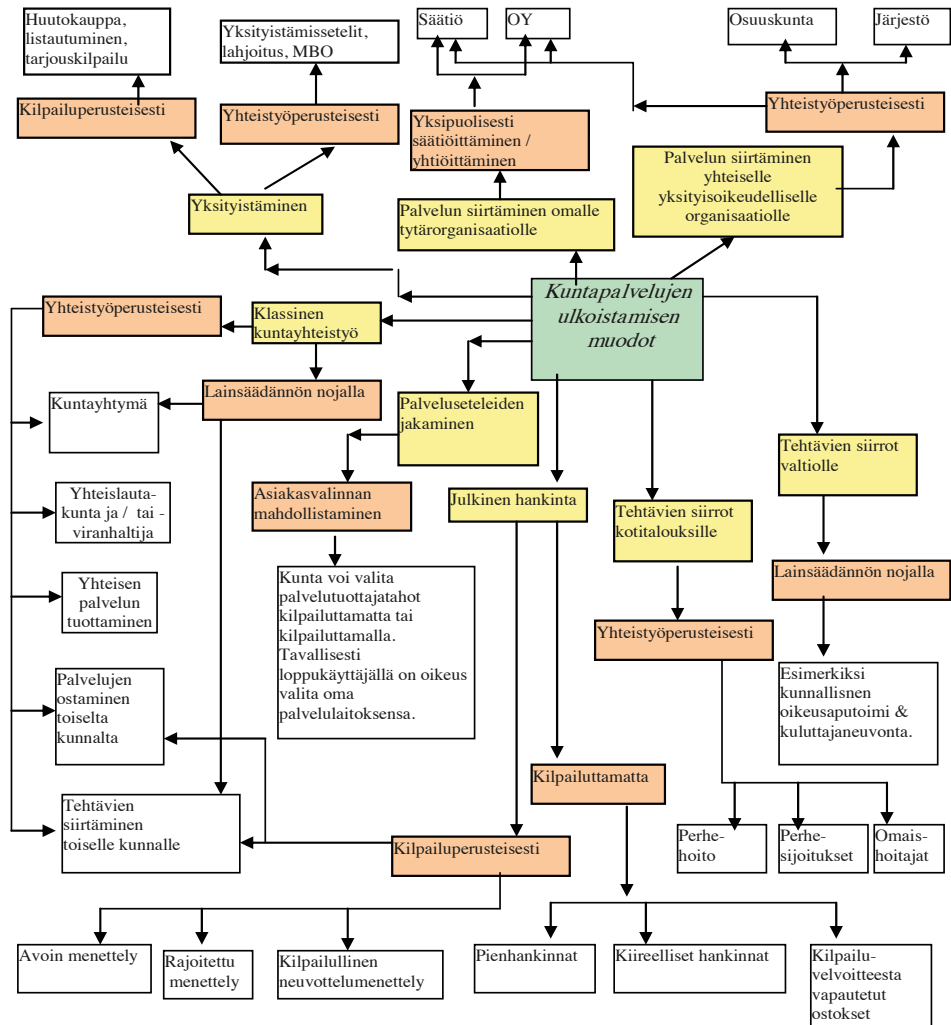 Huutokauppa,
listautuminen,
tarjouskilpailu
Yksityistämissetelit,
lahjoitus, MBO
Säätiö
OY
Osuuskunta
Järjestö
Kilpailuperusteisesti
Yhteistyöperusteisesti
Yksipuolisesti
säätiöittäminen /
yhtiöittäminen
Yhteistyöperusteisesti
Yksityistäminen
Palvelun siirtäminen omalle
tytärorganisaatiolle
Palvelun siirtäminen
yhteiselle
yksityisoikeudelliselle
organisaatiolle
Kuntapalvelujen
ulkoistamisen
muodot
Yhteistyöperusteisesti
Klassinen
kuntayhteistyö
Lainsäädännön nojalla
Kuntayhtymä
Palveluseteleiden
jakaminen
Tehtävien siirrot
valtiolle
Yhteislauta-
kunta ja / tai -
viranhaltija
Asiakasvalinnan
mahdollistaminen
Julkinen hankinta
Tehtävien siirrot
kotitalouksille
Lainsäädännön nojalla
Yhteisen
palvelun
tuottaminen
Kunta voi valita
palvelutuottajatahot
kilpailuttamatta tai
kilpailuttamalla.
Tavallisesti
loppukäyttäjällä on oikeus
valita oma
palvelulaitoksensa.
Yhteistyöperusteisesti
Esimerkiksi
kunnallisnen
oikeusaputoimi &
kuluttajaneuvonta.
Palvelujen
ostaminen
toiselta
kunnalta
Kilpailuttamatta
Tehtävien
siirtäminen
toiselle kunnalle
Kilpailuperusteisesti
Perhe-
hoito
Perhe-
sijoitukset
Omais-
hoitajat
Avoin menettely
Rajoitettu
menettely
Kilpailullinen
neuvottelumenettely
Pienhankinnat
Kiireelliset hankinnat
Kilpailu-
velvoitteesta
vapautetut
ostokset